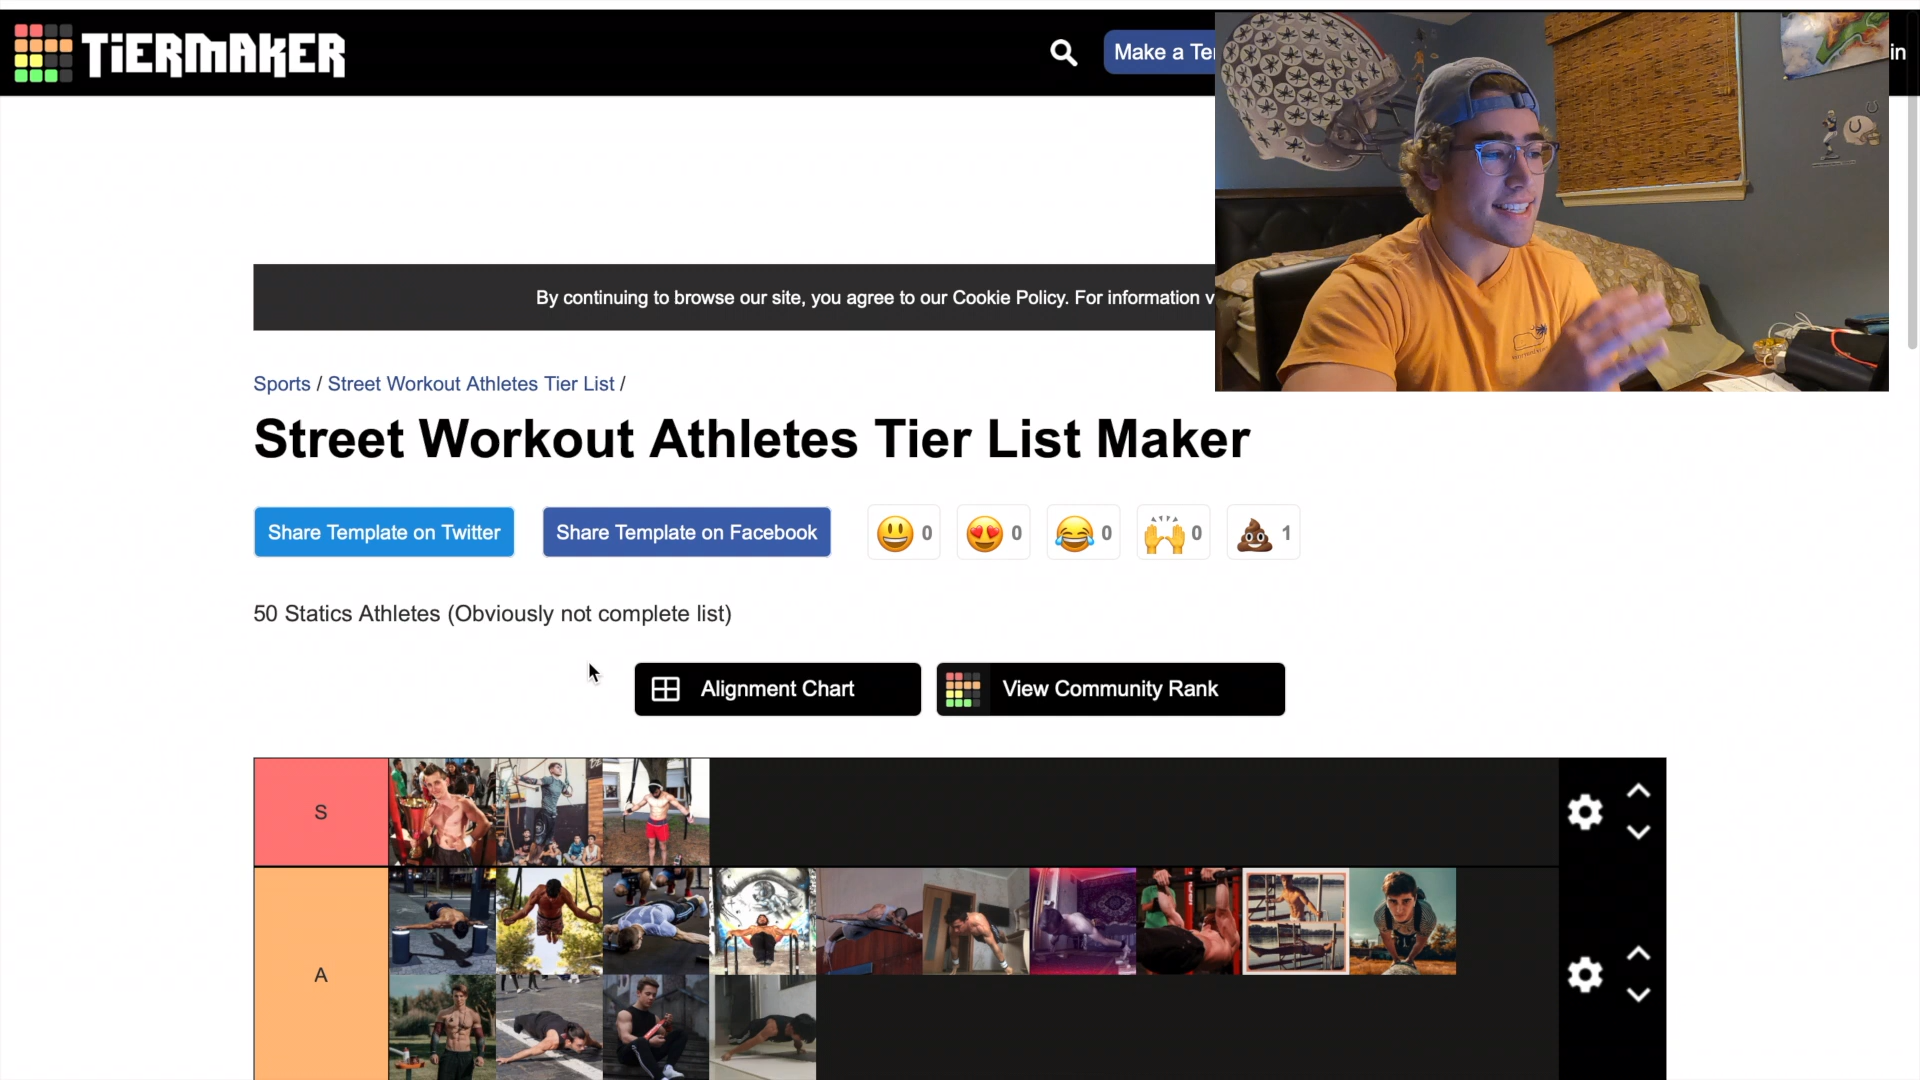 TiERMAKER
Make a Te
in
By continuing to browse our site, you agree to our Cookie Policy. For information v
Sports / Street Workout Athletes Tier List /
Street Workout Athletes Tier List Maker
Share Template on Twitter
Share Template on Facebook
0
0
0
0
1
50 Statics Athletes (Obviously not complete list)
Alignment Chart
View Community Rank
S
A